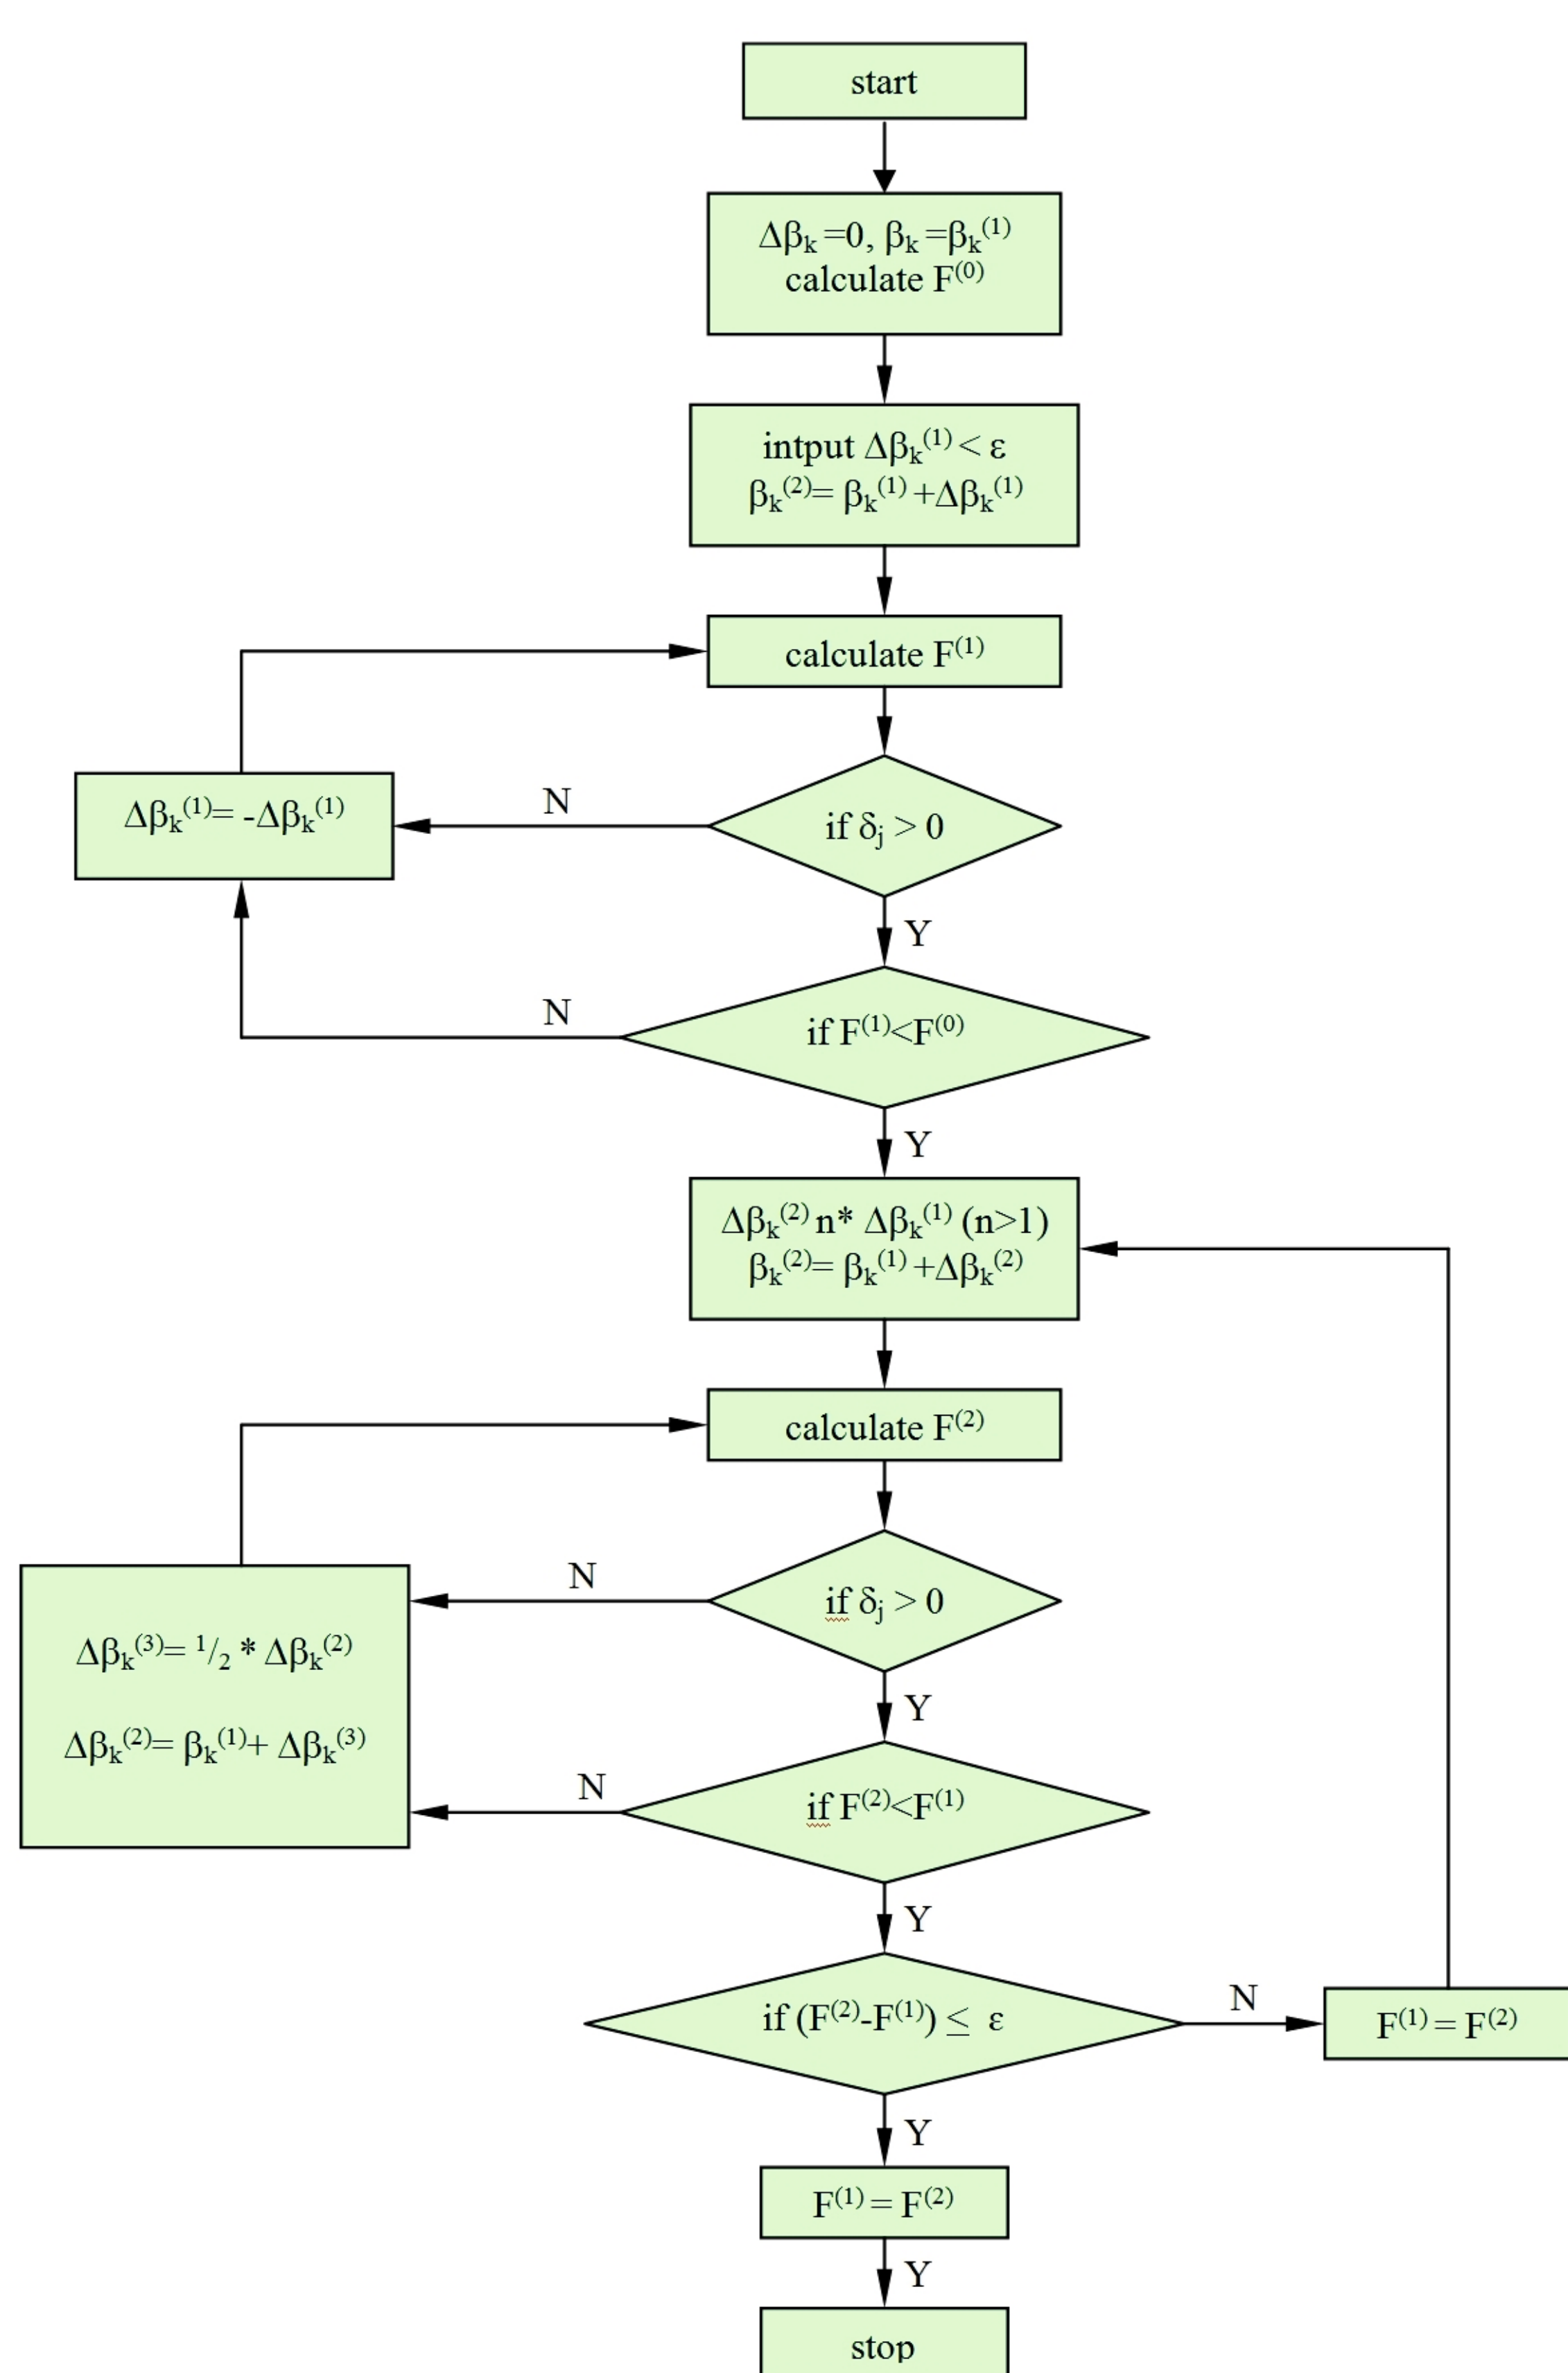 start
Δβₖ =0, βₖ =βₖ⁽¹⁾
calculate F⁽⁰⁾
intput Δβₖ⁽¹⁾ < ε
βₖ⁽²⁾= βₖ⁽¹⁾ +Δβₖ⁽¹⁾
calculate F⁽¹⁾
Δβₖ⁽¹⁾= -Δβₖ⁽¹⁾
N
if δⱼ > 0
Y
N
if F⁽¹⁾<F⁽⁰⁾
Y
Δβₖ⁽²⁾ n* Δβₖ⁽¹⁾ (n>1)
βₖ⁽²⁾= βₖ⁽¹⁾ +Δβₖ⁽²⁾
calculate F⁽²⁾
N
if δⱼ > 0
Δβₖ⁽³⁾= ¹/₂ * Δβₖ⁽²⁾
Δβₖ⁽²⁾= βₖ⁽¹⁾+ Δβₖ⁽³⁾
Y
N
if F⁽²⁾<F⁽¹⁾
Y
if (F⁽²⁾-F⁽¹⁾) ≤ ε
N
F⁽¹⁾ = F⁽²⁾
Y
F⁽¹⁾ = F⁽²⁾
Y
stop